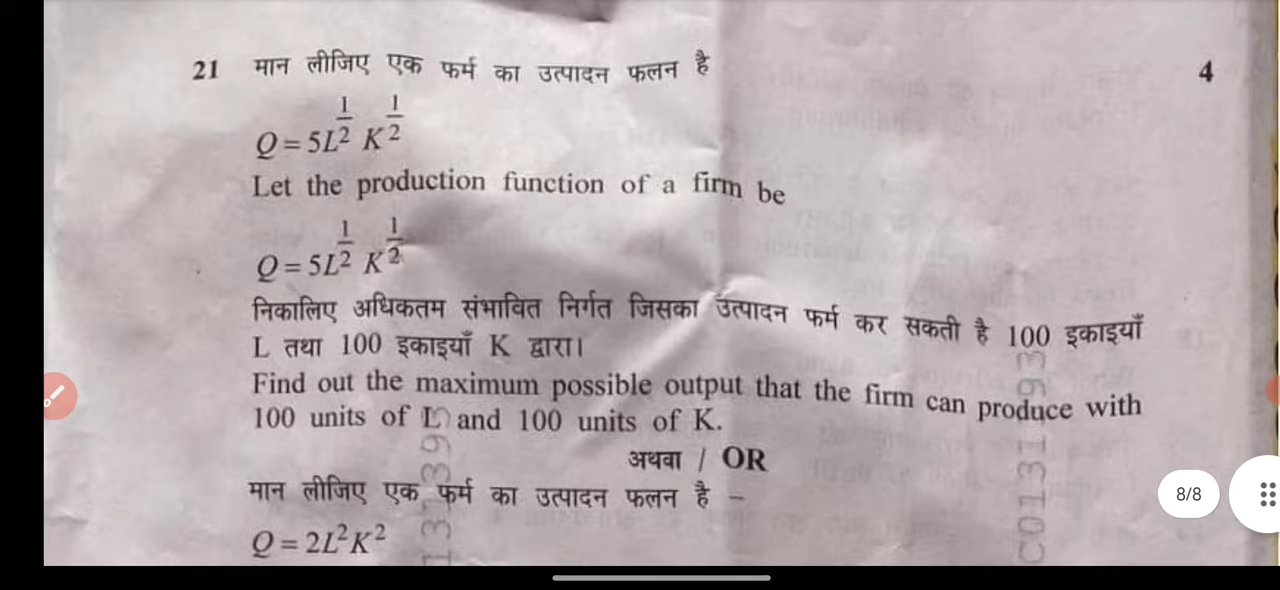 21 मान लीजिए एक फर्म का उत्पादन फलन है 4
Q = 5L^{1/2} K^{1/2}
Let the production function of a firm be
Q = 5L^{1/2} K^{1/2}
निकालिए अधिकतम संभावित निर्गत जिसका उत्पादन फर्म कर सकती है 100 इकाइयाँ
L तथा 100 इकाइयाँ K द्वारा।
Find out the maximum possible output that the firm can produce with
100 units of L and 100 units of K.
अथवा / OR
मान लीजिए एक फर्म का उत्पादन फलन है –
Q = 2L²K²
8/8